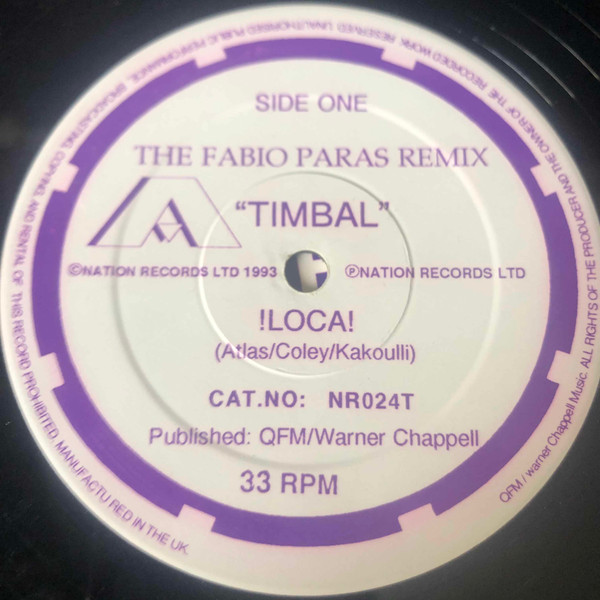 SIDE ONE
THE FABIO PARAS REMIX
“TIMBAL”
©NATION RECORDS LTD 1993 ℗NATION RECORDS LTD
!LOCA!
(Atlas/Coley/Kakoulli)
CAT.NO: NR024T
Published: QFM/Warner Chappell
33 RPM
QFM / warner Chappell Music. ALL RIGHTS OF THE PRODUCER AND THE OWNER OF THE RECORDED WORK RESERVED. UNAUTHORISED PUBLIC PERFORMANCE, BROADCASTING, COPYING AND RENTAL OF THIS RECORD PROHIBITED. MANUFACTU RED IN THE UK